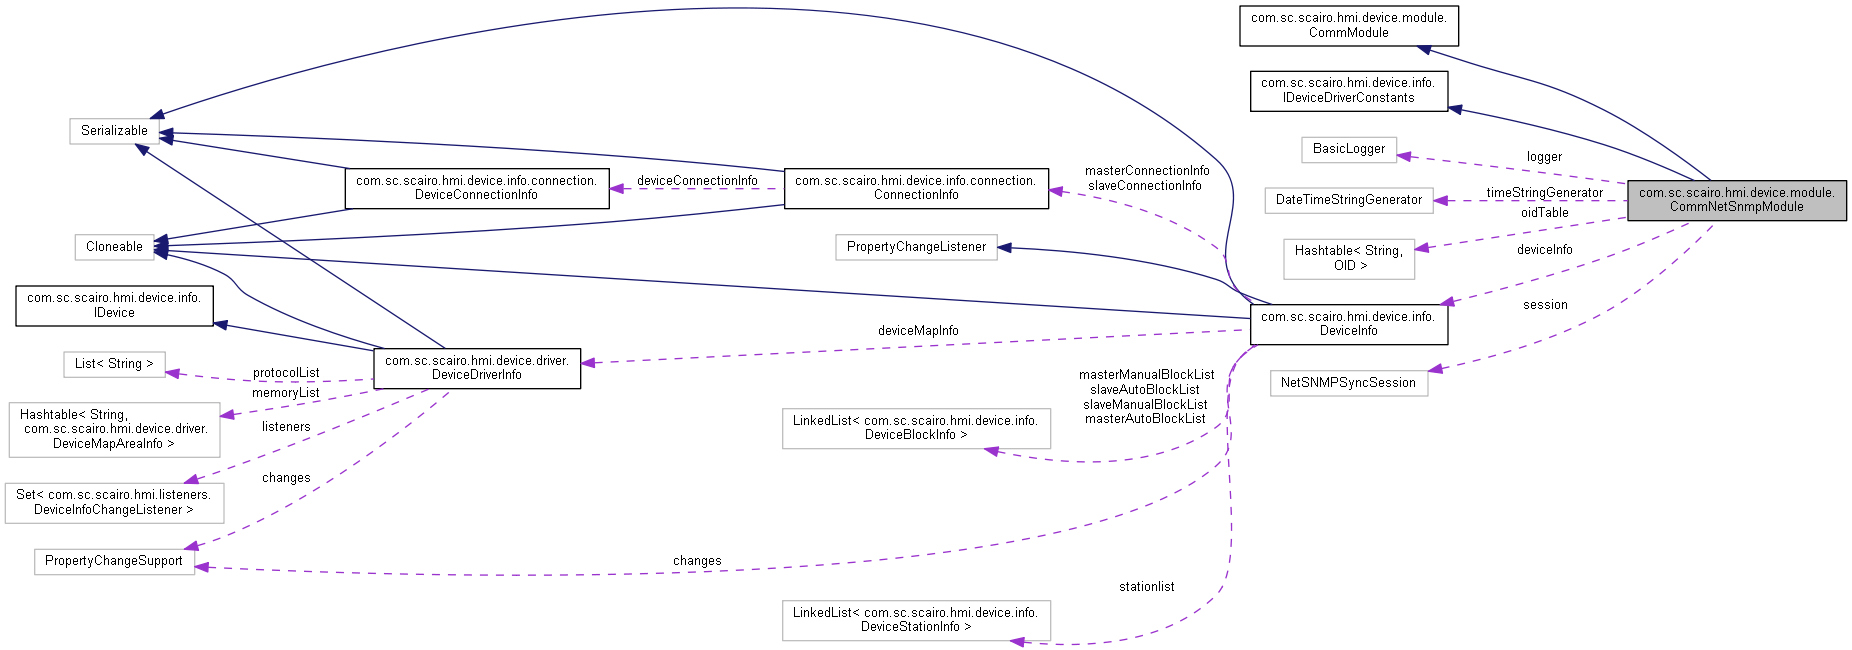 com.sc.scairo.hmi.device.module.
CommModule
com.sc.scairo.hmi.device.info.
IDeviceDriverConstants
Serializable
BasicLogger
logger
com.sc.scairo.hmi.device.info.connection.
DeviceConnectionInfo
deviceConnectionInfo
com.sc.scairo.hmi.device.info.connection.
ConnectionInfo
masterConnectionInfo
slaveConnectionInfo
DateTimeStringGenerator
timeStringGenerator
oidTable
com.sc.scairo.hmi.device.module.
CommNetSnmpModule
Cloneable
PropertyChangeListener
Hashtable< String,
OID >
deviceInfo
session
com.sc.scairo.hmi.device.info.
IDevice
com.sc.scairo.hmi.device.info.
DeviceInfo
deviceMapInfo
List< String >
protocolList
memoryList
com.sc.scairo.hmi.device.driver.
DeviceDriverInfo
NetSNMPSyncSession
masterManualBlockList
slaveAutoBlockList
slaveManualBlockList
masterAutoBlockList
Hashtable< String,
com.sc.scairo.hmi.device.driver.
DeviceMapAreaInfo >
listeners
LinkedList< com.sc.scairo.hmi.device.info.
DeviceBlockInfo >
changes
Set< com.sc.scairo.hmi.listeners.
DeviceInfoChangeListener >
PropertyChangeSupport
changes
stationlist
LinkedList< com.sc.scairo.hmi.device.info.
DeviceStationInfo >